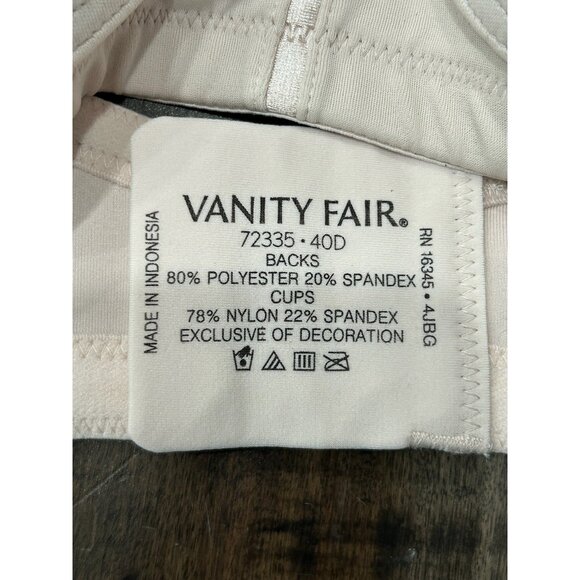 VANITY FAIR®
72335 • 40D
BACKS
80% POLYESTER 20% SPANDEX
CUPS
78% NYLON 22% SPANDEX
EXCLUSIVE OF DECORATION
MADE IN INDONESIA
RN 16345 • 4JBG